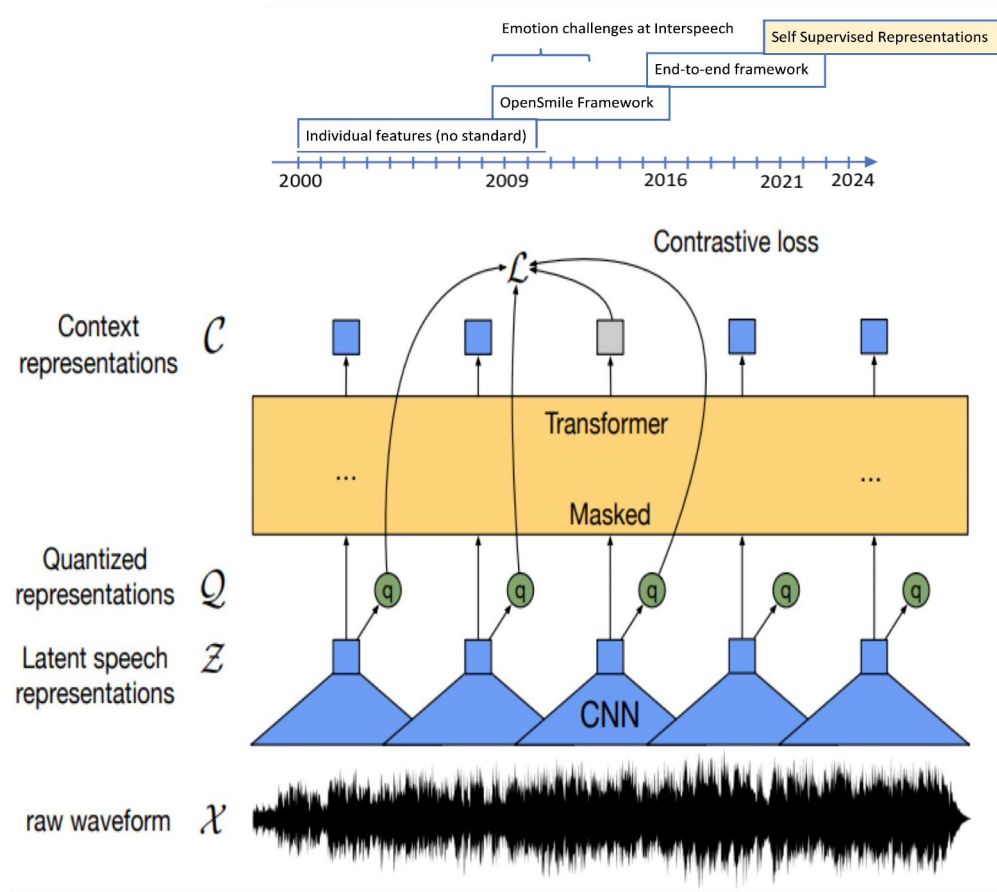 Emotion challenges at Interspeech
Self Supervised Representations
End-to-end framework
OpenSmile Framework
Individual features (no standard)
2000 2009 2016 2021 2024
Contrastive loss
ℒ
Context
representations 𝒞
Transformer
... ...
Masked
Quantized
representations 𝒬
q q q q q
Latent speech
representations 𝒵
CNN
raw waveform 𝒳